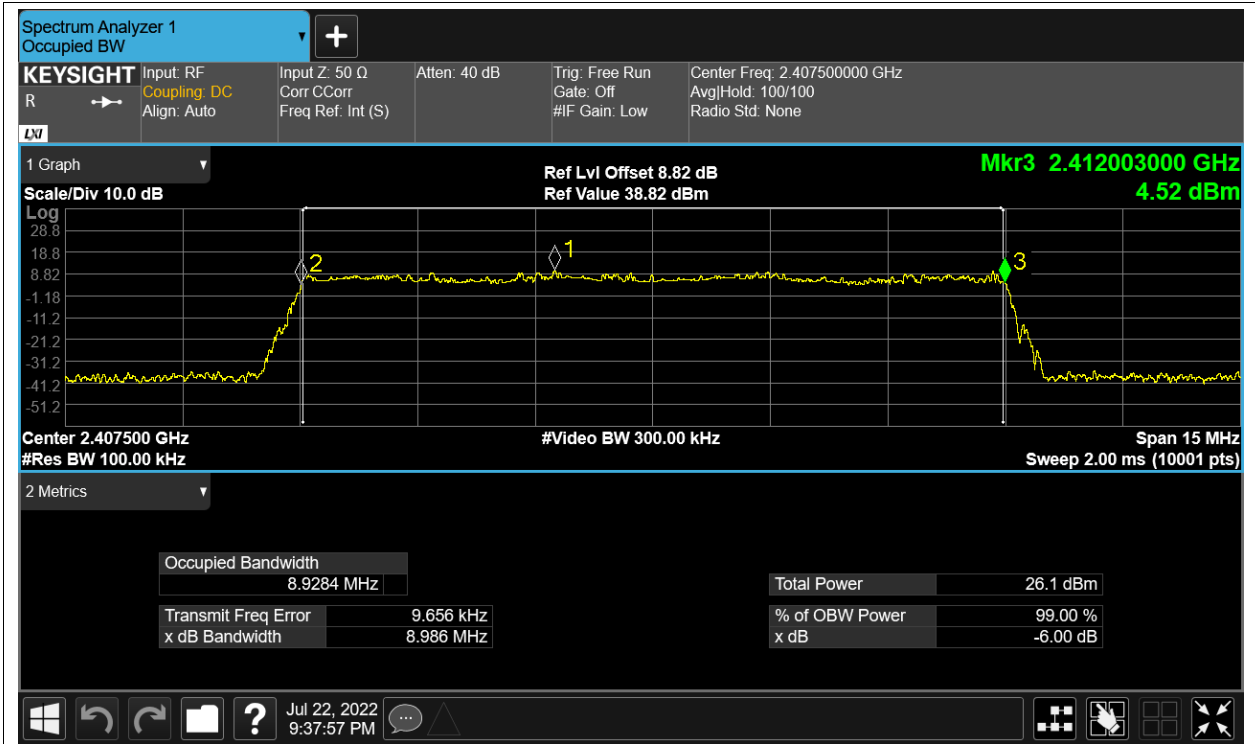 Spectrum Analyzer 1
Occupied BW
KEYSIGHT
R
LXI
Input: RF
Coupling: DC
Align: Auto
Input Z: 50 Ω
Corr CCorr
Freq Ref: Int (S)
Atten: 40 dB
Trig: Free Run
Gate: Off
#IF Gain: Low
Center Freq: 2.407500000 GHz
Avg|Hold: 100/100
Radio Std: None
1 Graph
Scale/Div 10.0 dB
Ref Lvl Offset 8.82 dB
Ref Value 38.82 dBm
Mkr3 2.412003000 GHz
4.52 dBm
Log
28.8
18.8
8.82
-1.18
-11.2
-21.2
-31.2
-41.2
-51.2
2
1
3
Center 2.407500 GHz
#Res BW 100.00 kHz
#Video BW 300.00 kHz
Span 15 MHz
Sweep 2.00 ms (10001 pts)
2 Metrics
Occupied Bandwidth
8.9284 MHz
Transmit Freq Error 9.656 kHz
x dB Bandwidth 8.986 MHz
Total Power 26.1 dBm
% of OBW Power 99.00 %
x dB -6.00 dB
?
Jul 22, 2022
9:37:57 PM